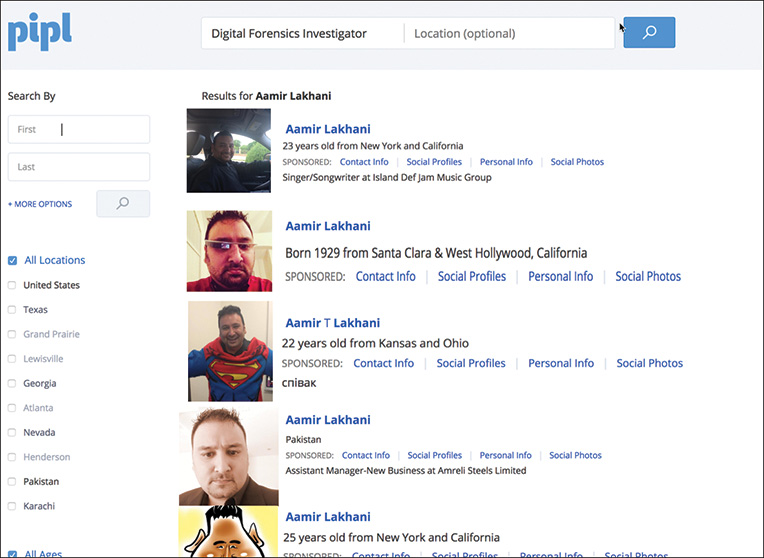 pipl
Digital Forensics Investigator
Location (optional)
Search By
First
Last
+ MORE OPTIONS
All Locations
United States
Texas
Grand Prairie
Lewisville
Georgia
Atlanta
Nevada
Henderson
Pakistan
Karachi
All Ages
Results for Aamir Lakhani
Aamir Lakhani
23 years old from New York and California
SPONSORED: Contact Info | Social Profiles | Personal Info | Social Photos
Singer/Songwriter at Island Def Jam Music Group
Aamir Lakhani
Born 1929 from Santa Clara & West Hollywood, California
SPONSORED: Contact Info | Social Profiles | Personal Info | Social Photos
Aamir T Lakhani
22 years old from Kansas and Ohio
SPONSORED: Contact Info | Social Profiles | Personal Info | Social Photos
співак
Aamir Lakhani
Pakistan
SPONSORED: Contact Info | Social Profiles | Personal Info | Social Photos
Assistant Manager-New Business at Amreli Steels Limited
Aamir Lakhani
25 years old from New York and California
SPONSORED: Contact Info | Social Profiles | Personal Info | Social Photos